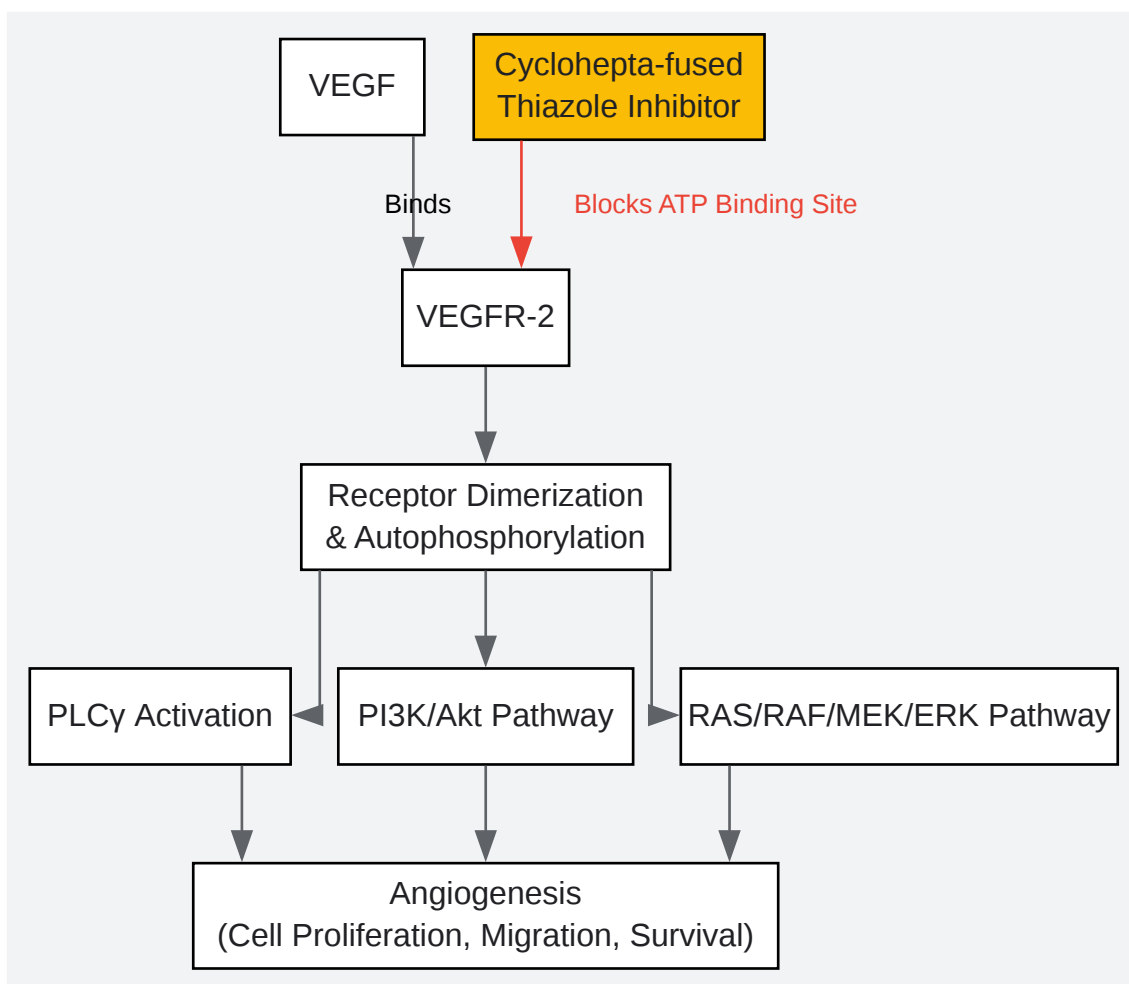 VEGF
Cyclohepta-fused
Thiazole Inhibitor
Binds
Blocks ATP Binding Site
VEGFR-2
Receptor Dimerization
& Autophosphorylation
PLCγ Activation
PI3K/Akt Pathway
RAS/RAF/MEK/ERK Pathway
Angiogenesis
(Cell Proliferation, Migration, Survival)